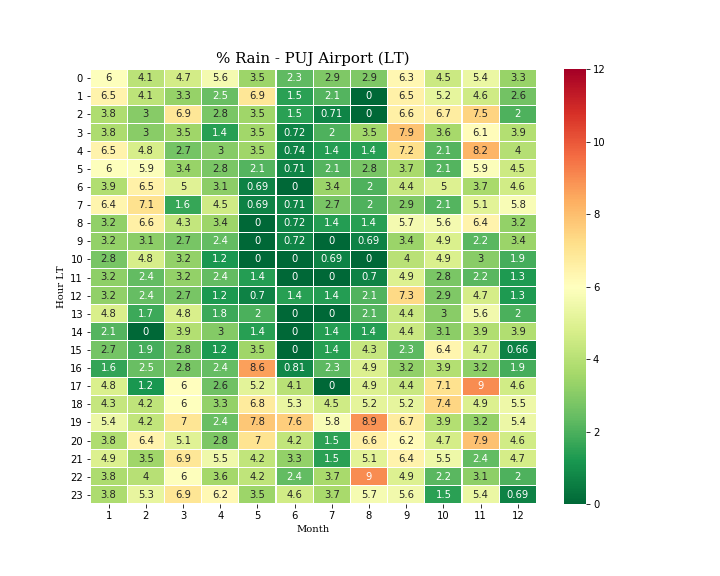 % Rain - PUJ Airport (LT)
0 6 4.1 4.7 5.6 3.5 2.3 2.9 2.9 6.3 4.5 5.4 3.3
1 6.5 4.1 3.3 2.5 6.9 1.5 2.1 0 6.5 5.2 4.6 2.6
2 3.8 3 6.9 2.8 3.5 1.5 0.71 0 6.6 6.7 7.5 2
3 3.8 3 3.5 1.4 3.5 0.72 2 3.5 7.9 3.6 6.1 3.9
4 6.5 4.8 2.7 3 3.5 0.74 1.4 1.4 7.2 2.1 8.2 4
5 6 5.9 3.4 2.8 2.1 0.71 2.1 2.8 3.7 2.1 5.9 4.5
6 3.9 6.5 5 3.1 0.69 0 3.4 2 4.4 5 3.7 4.6
7 6.4 7.1 1.6 4.5 0.69 0.71 2.7 2 2.9 2.1 5.1 5.8
8 3.2 6.6 4.3 3.4 0 0.72 1.4 1.4 5.7 5.6 6.4 3.2
9 3.2 3.1 2.7 2.4 0 0.72 0 0.69 3.4 4.9 2.2 3.4
10 2.8 4.8 3.2 1.2 0 0 0.69 0 4 4.9 3 1.9
11 3.2 2.4 3.2 2.4 1.4 0 0 0.7 4.9 2.8 2.2 1.3
12 3.2 2.4 2.7 1.2 0.7 1.4 1.4 2.1 7.3 2.9 4.7 1.3
13 4.8 1.7 4.8 1.8 2 0 0 2.1 4.4 3 5.6 2
14 2.1 0 3.9 3 1.4 0 1.4 1.4 4.4 3.1 3.9 3.9
15 2.7 1.9 2.8 1.2 3.5 0 1.4 4.3 2.3 6.4 4.7 0.66
16 1.6 2.5 2.8 2.4 8.6 0.81 2.3 4.9 3.2 3.9 3.2 1.9
17 4.8 1.2 6 2.6 5.2 4.1 0 4.9 4.4 7.1 9 4.6
18 4.3 4.2 6 3.3 6.8 5.3 4.5 5.2 5.2 7.4 4.9 5.5
19 5.4 4.2 7 2.4 7.8 7.6 5.8 8.9 6.7 3.9 3.2 5.4
20 3.8 6.4 5.1 2.8 7 4.2 1.5 6.6 6.2 4.7 7.9 4.6
21 4.9 3.5 6.9 5.5 4.2 3.3 1.5 5.1 6.4 5.5 2.4 4.7
22 3.8 4 6 3.6 4.2 2.4 3.7 9 4.9 2.2 3.1 2
23 3.8 5.3 6.9 6.2 3.5 4.6 3.7 5.7 5.6 1.5 5.4 0.69
1 2 3 4 5 6 7 8 9 10 11 12
Month
Hour LT
12
10
8
6
4
2
0